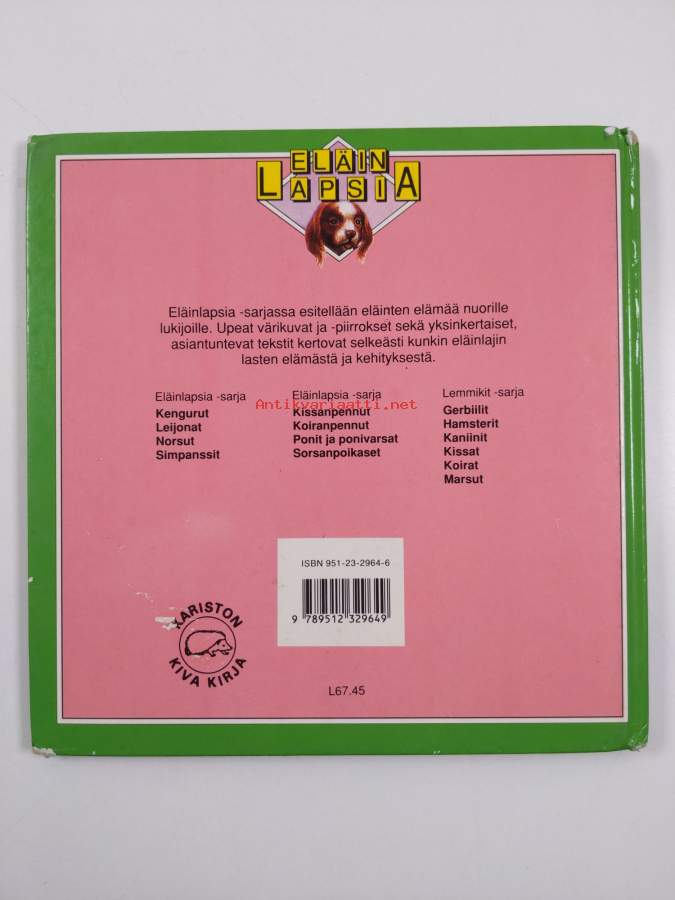 ELÄIN
LAPSIA
Eläinlapsia -sarjassa esitellään eläinten elämää nuorille
lukijoille. Upeat värikuvat ja -piirrokset sekä yksinkertaiset,
asiantuntevat tekstit kertovat selkeästi kunkin eläinlajin
lasten elämästä ja kehityksestä.
Eläinlapsia -sarja
Kengurut
Leijonat
Norsut
Simpanssit
Eläinlapsia -sarja
Kissanpennut
Koiranpennut
Ponit ja ponivarsat
Sorsanpoikaset
Lemmikit -sarja
Gerbiilit
Hamsterit
Kaniinit
Kissat
Koirat
Marsut
Antikvariaatti.net
ISBN 951-23-2964-6
9 789512 329649
KARISTON
KIVA KIRJA
L67.45